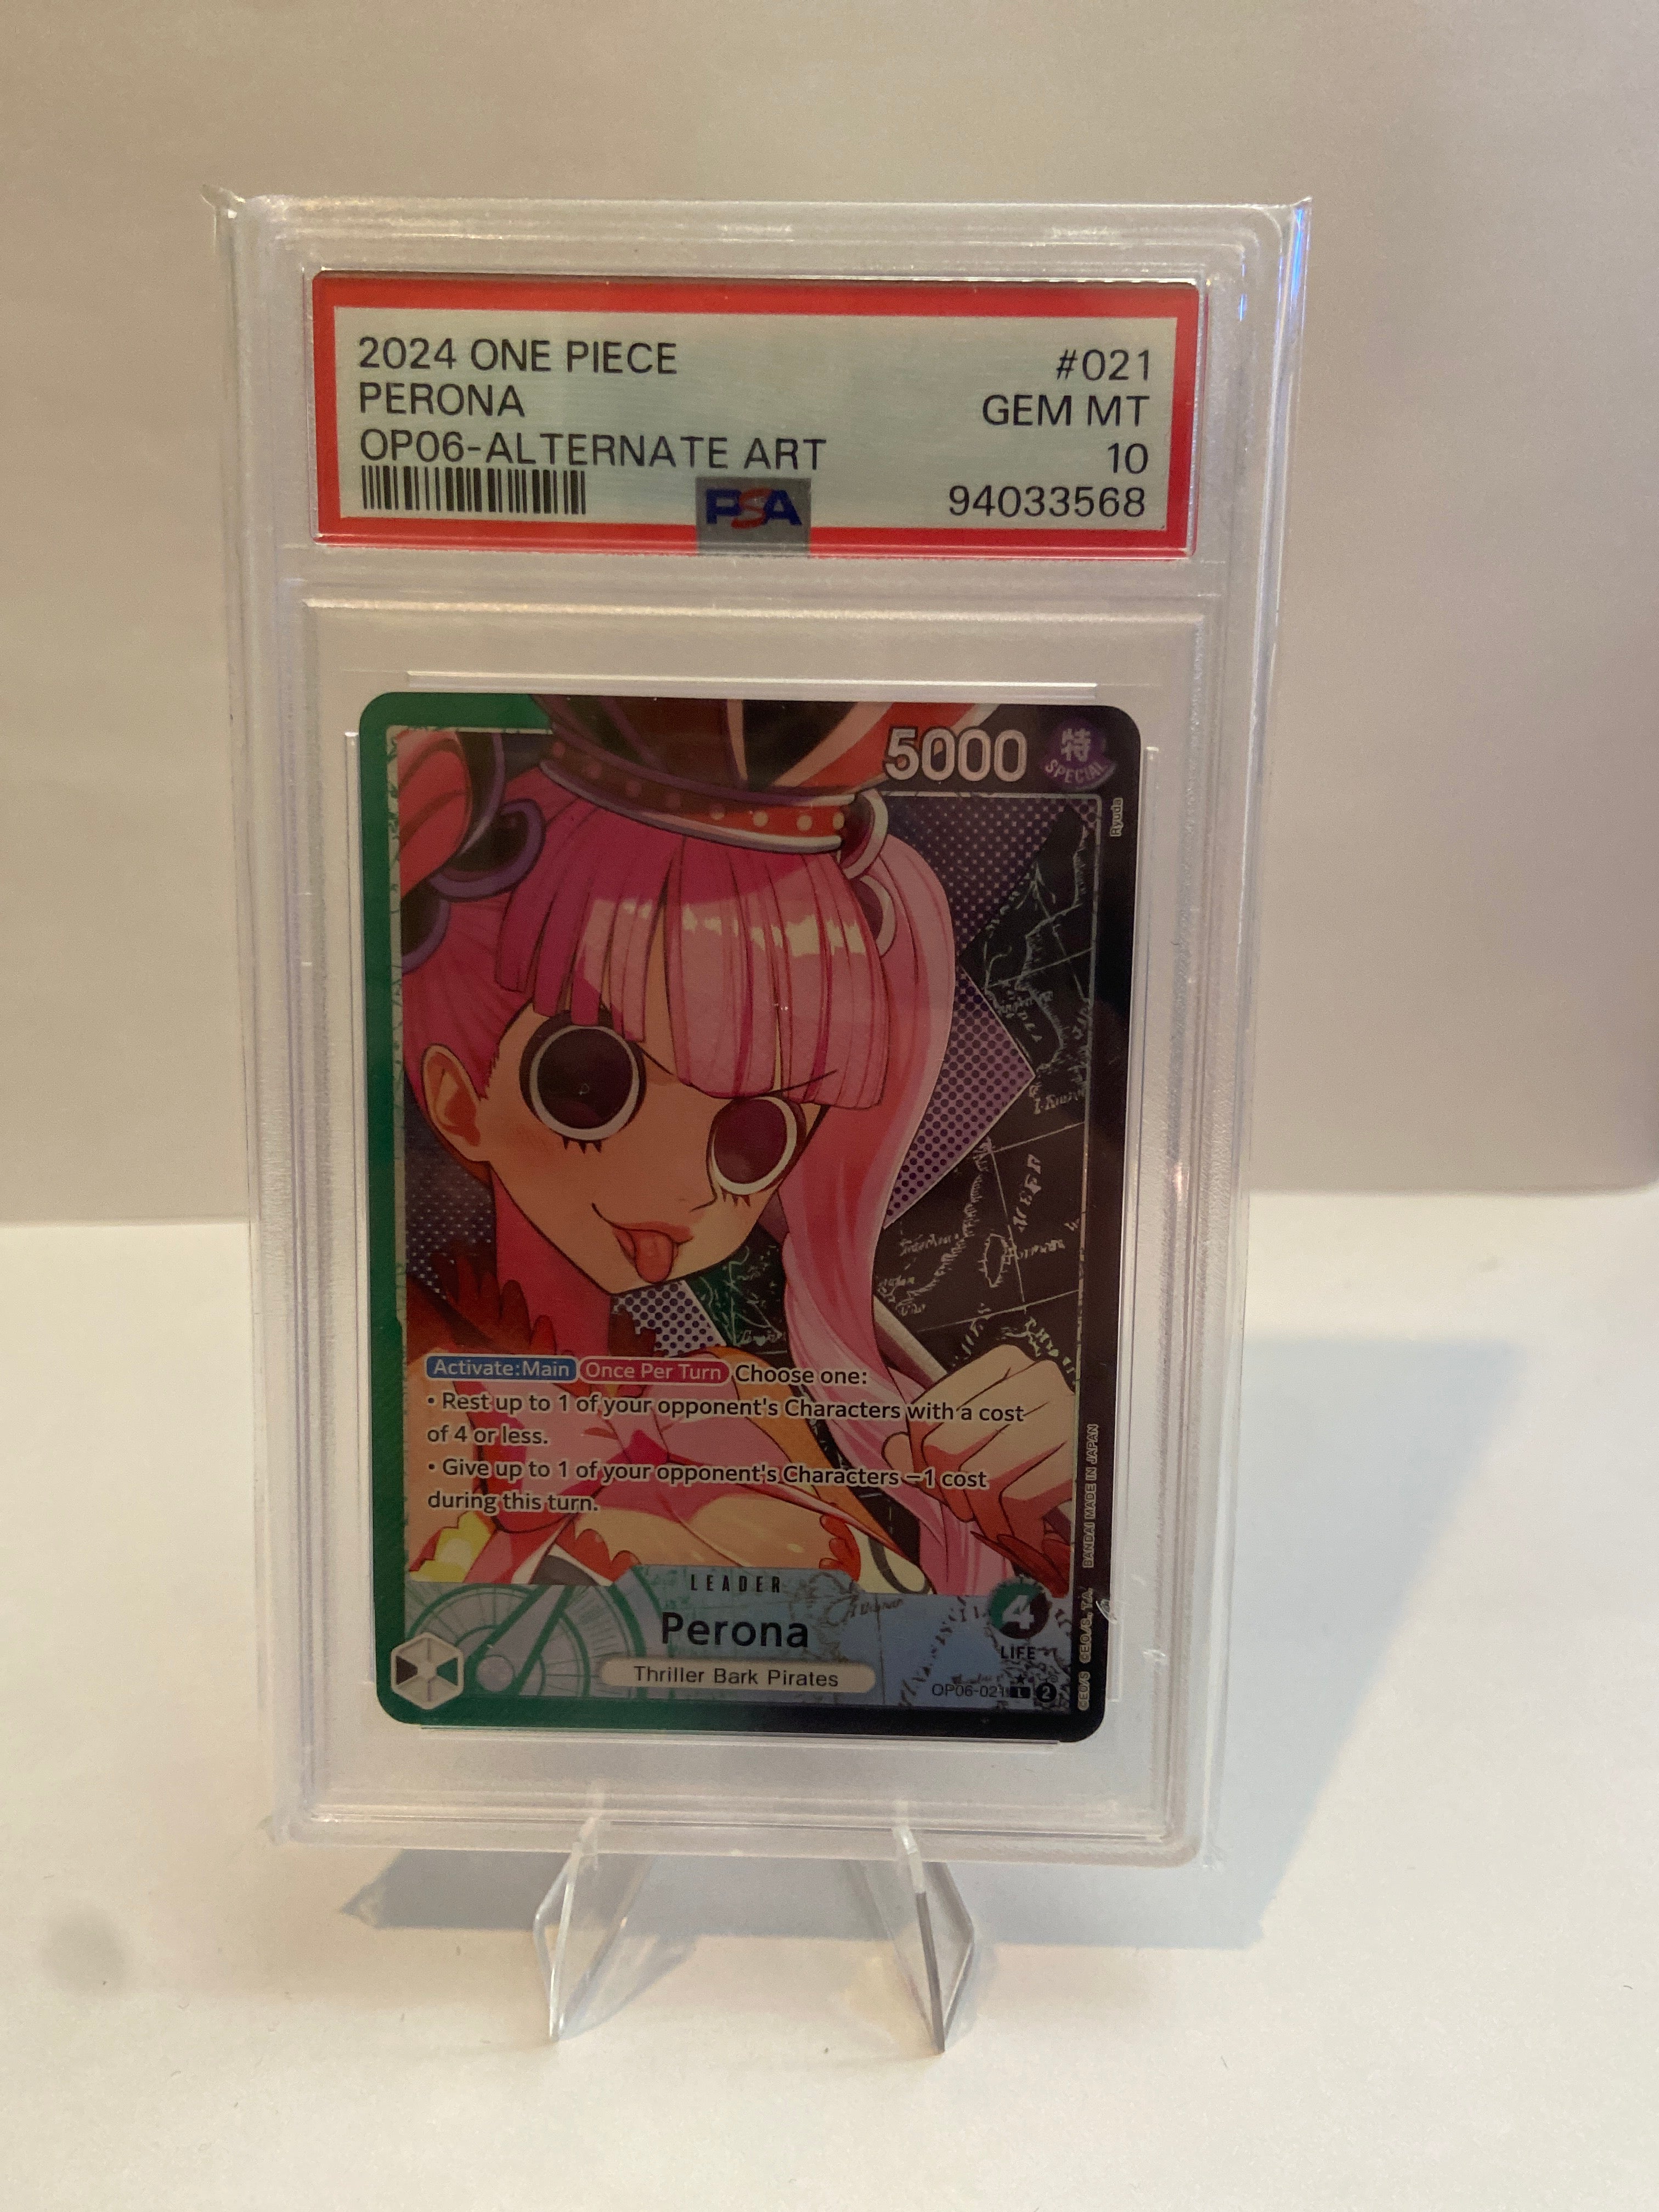 2024 ONE PIECE #021
PERONA GEM MT
OP06-ALTERNATE ART 10
PSA 94033568
5000 特
SPECIAL
Ryuda
Activate:Main Once Per Turn Choose one:
• Rest up to 1 of your opponent's Characters with a cost
of 4 or less.
• Give up to 1 of your opponent's Characters −1 cost
during this turn.
BANDAI MADE IN JAPAN
LEADER
Perona
4
LIFE
Thriller Bark Pirates
OP06-021 L 2